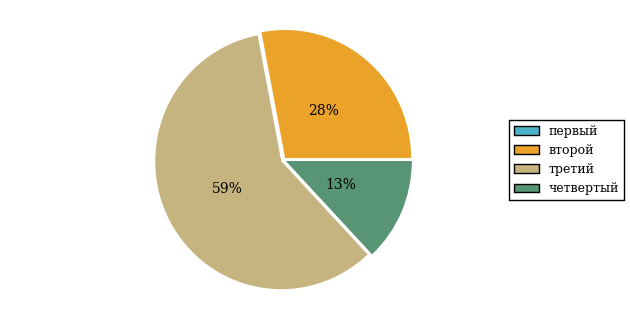 28%
59%
13%
первый
второй
третий
четвертый